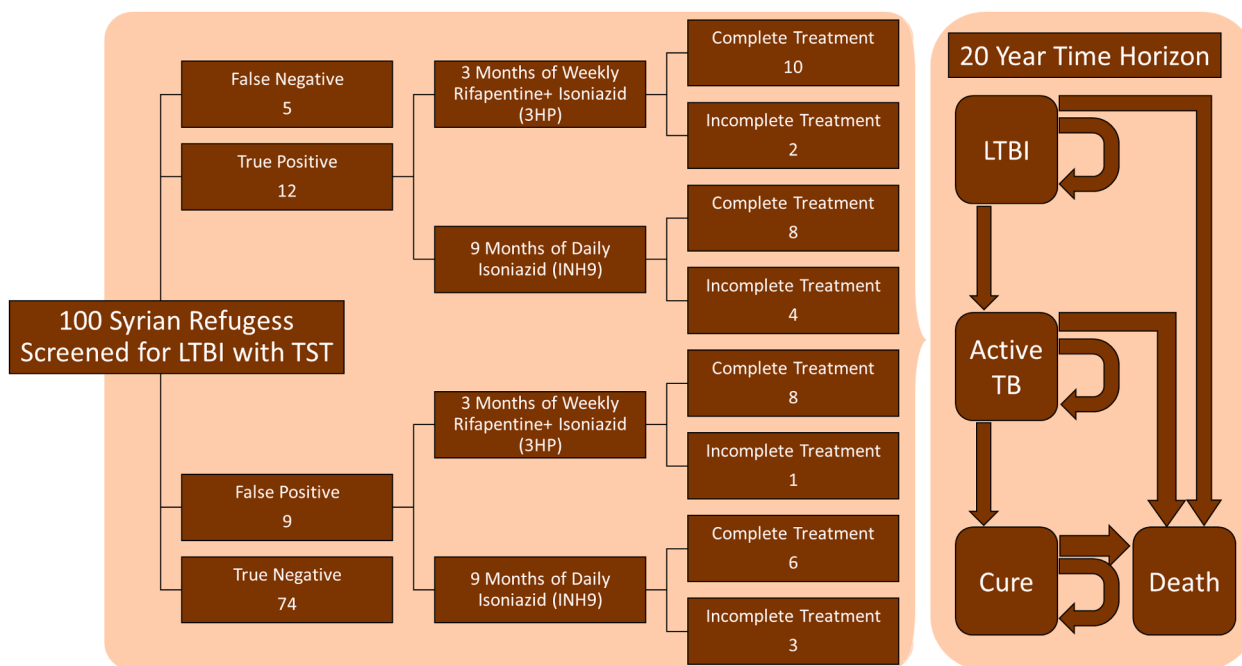 100 Syrian Refugess
Screened for LTBI with TST
False Negative
5
True Positive
12
False Positive
9
True Negative
74
3 Months of Weekly
Rifapentine+ Isoniazid
(3HP)
9 Months of Daily
Isoniazid (INH9)
3 Months of Weekly
Rifapentine+ Isoniazid
(3HP)
9 Months of Daily
Isoniazid (INH9)
Complete Treatment
10
Incomplete Treatment
2
Complete Treatment
8
Incomplete Treatment
4
Complete Treatment
8
Incomplete Treatment
1
Complete Treatment
6
Incomplete Treatment
3
20 Year Time Horizon
LTBI
Active
TB
Cure
Death